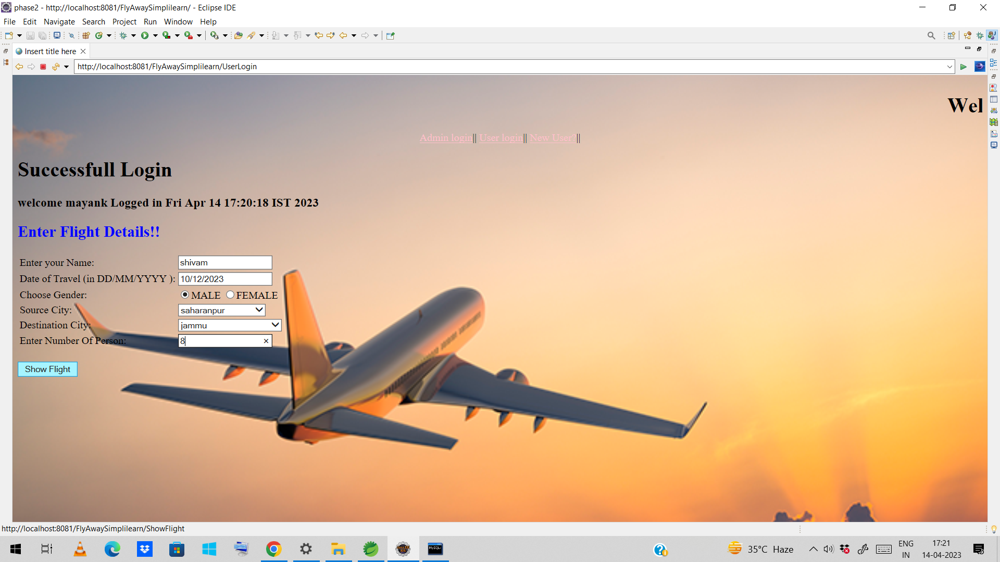 phase2 - http://localhost:8081/FlyAwaySimplilearn/ - Eclipse IDE
File Edit Navigate Search Project Run Window Help
Insert title here
http://localhost:8081/FlyAwaySimplilearn/UserLogin
Wel
Admin login|| User login|| New User?||
Successfull Login
welcome mayank Logged in Fri Apr 14 17:20:18 IST 2023
Enter Flight Details!!
Enter your Name: shivam
Date of Travel (in DD/MM/YYYY ): 10/12/2023
Choose Gender: MALE FEMALE
Source City: saharanpur
Destination City: jammu
Enter Number Of Person: 8
Show Flight
http://localhost:8081/FlyAwaySimplilearn/ShowFlight
35°C Haze
ENG
IN
17:21
14-04-2023